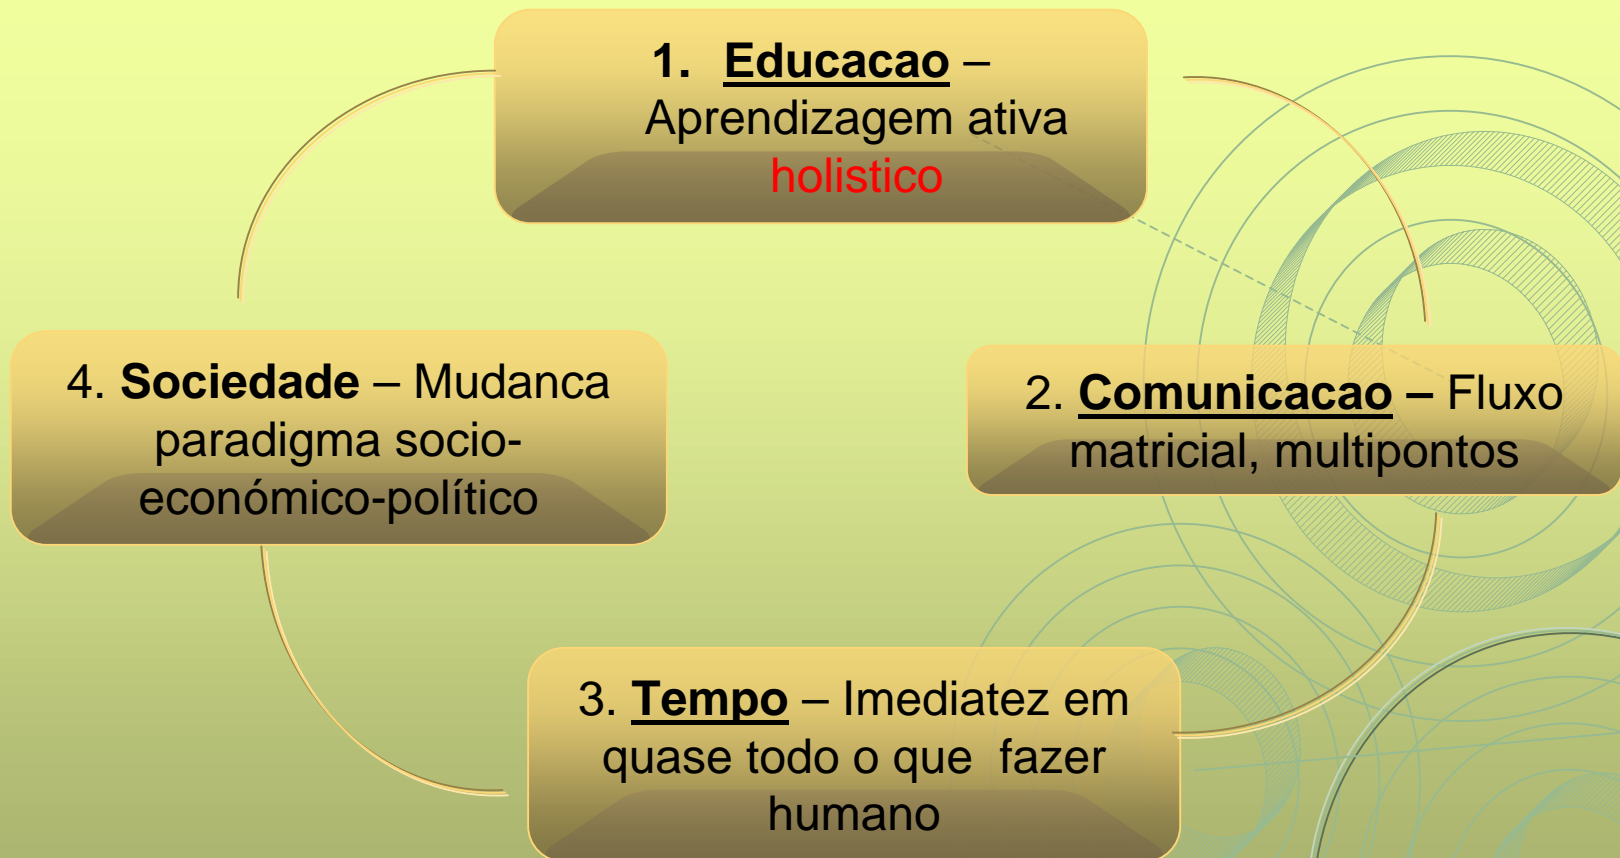 1. Educacao –
Aprendizagem ativa
holistico
4. Sociedade – Mudanca
paradigma socio-
económico-político
2. Comunicacao – Fluxo
matricial, multipontos
3. Tempo – Imediatez em
quase todo o que fazer
humano